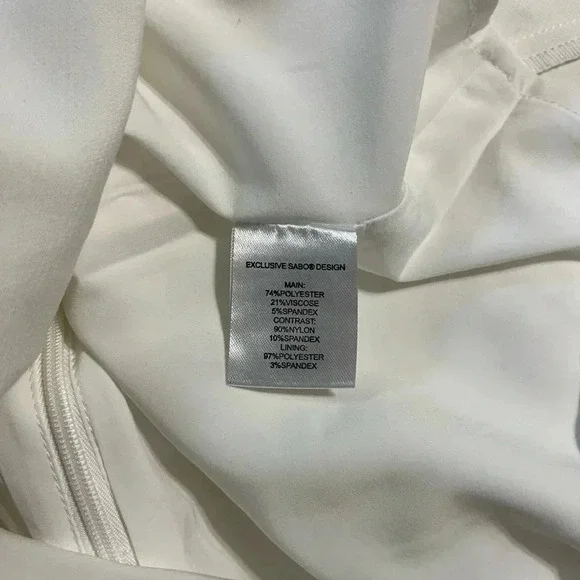 EXCLUSIVE SABO® DESIGN
MAIN:
74%POLYESTER
21%VISCOSE
5%SPANDEX
CONTRAST:
90%NYLON
10%SPANDEX
LINING:
97%POLYESTER
3%SPANDEX